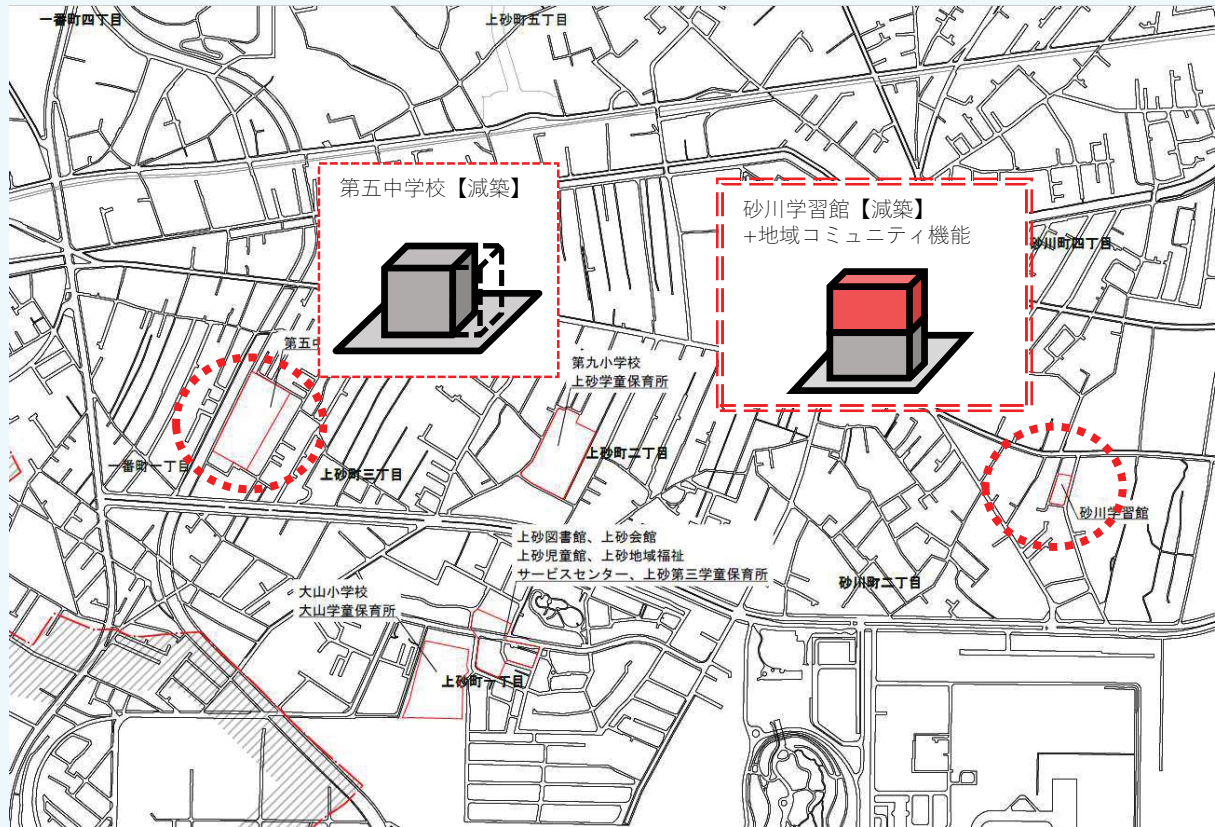 一番町四丁目
上砂町五丁目
第五中学校【減築】
砂川学習館【減築】
+地域コミュニティ機能
砂川町四丁目
第五中
第九小学校
上砂学童保育所
一番町一丁目
上砂町三丁目
上砂町二丁目
砂川学習館
上砂図書館、上砂会館
上砂児童館、上砂地域福祉
サービスセンター、上砂第三学童保育所
砂川町二丁目
大山小学校
大山学童保育所
上砂町一丁目